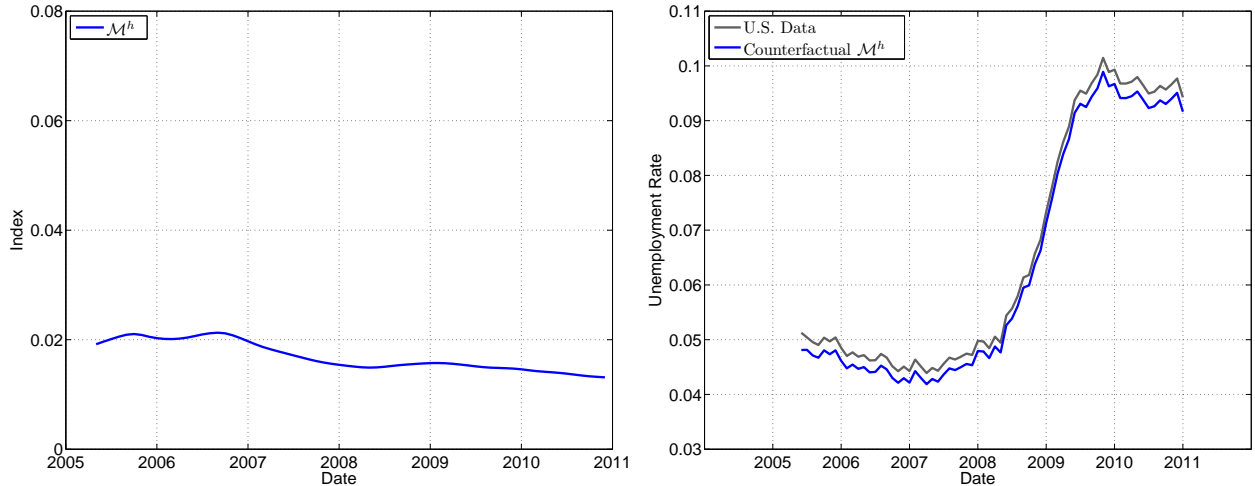 0.08
0.06
0.04
0.02
0
2005 2006 2007 2008 2009 2010 2011
Date
Index
ℳʰ
0.11
0.1
0.09
0.08
0.07
0.06
0.05
0.04
0.03
2005 2006 2007 2008 2009 2010 2011
Date
Unemployment Rate
U.S. Data
Counterfactual ℳʰ